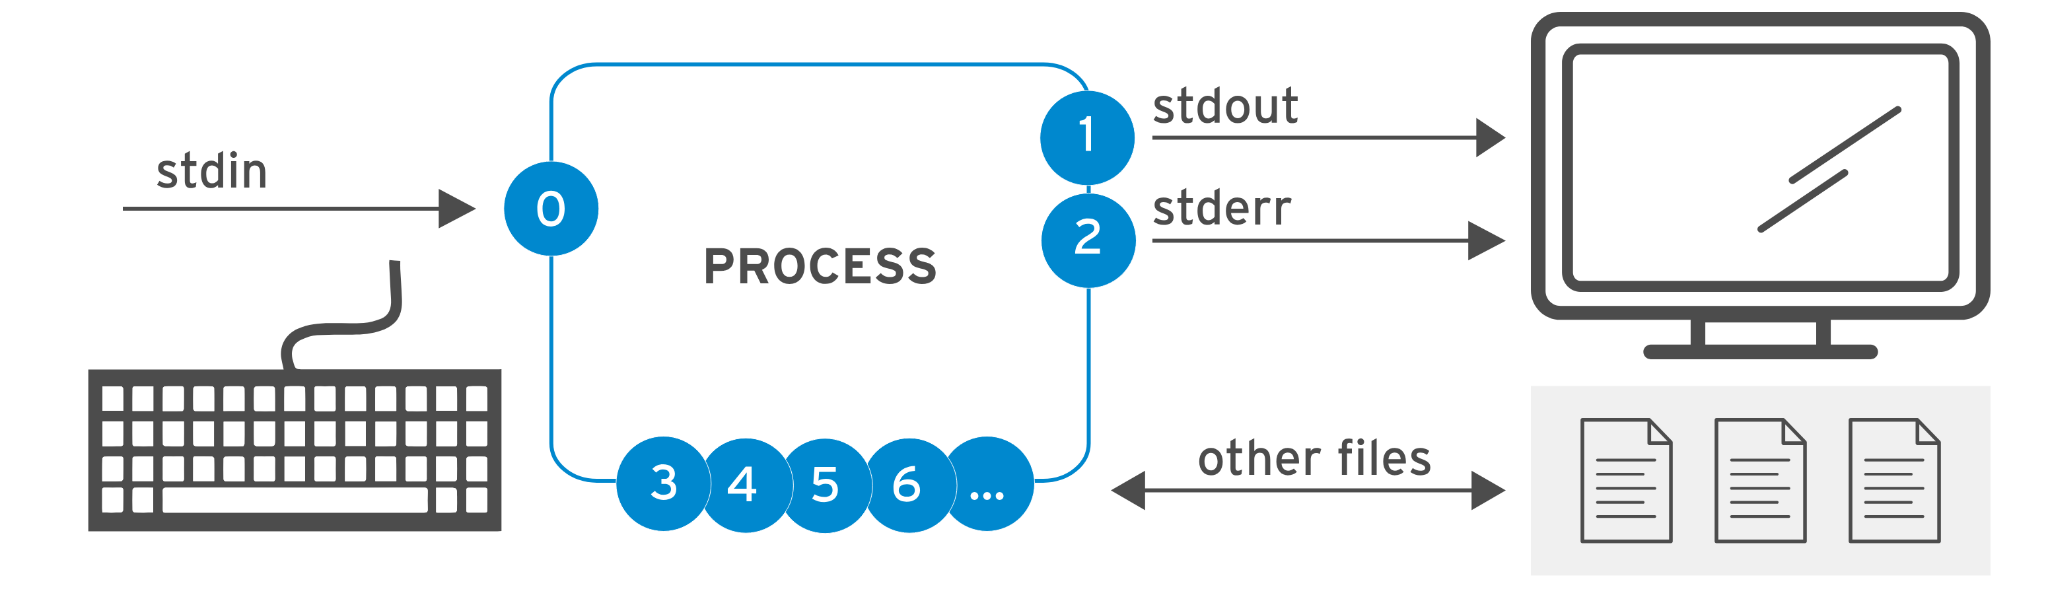 stdin
0
PROCESS
1
stdout
2
stderr
3 4 5 6 ...
other files